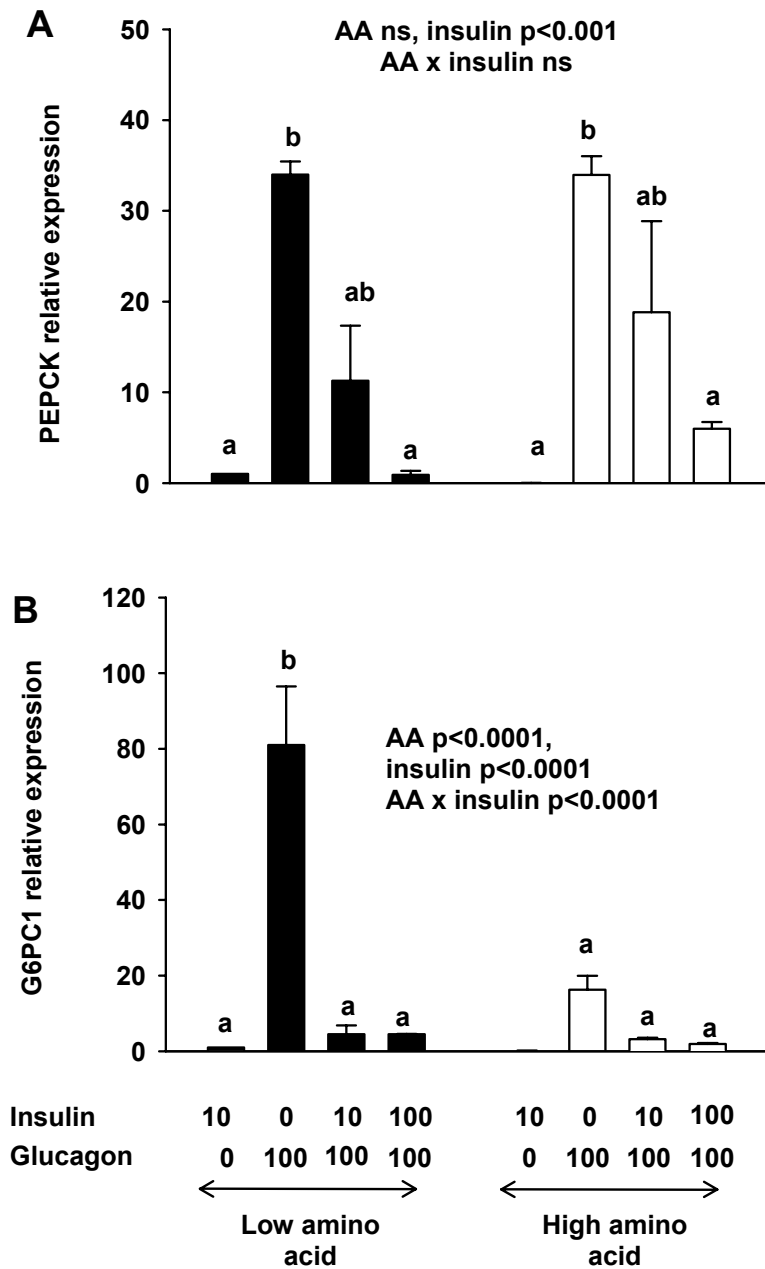 A
AA ns, insulin p<0.001
AA x insulin ns
PEPCK relative expression
50
40
30
20
10
0
a
b
ab
a
a
b
ab
a
B
AA p<0.0001,
insulin p<0.0001
AA x insulin p<0.0001
G6PC1 relative expression
120
100
80
60
40
20
0
a
b
a
a
a
a
a
Insulin 10 0 10 100 10 0 10 100
Glucagon 0 100 100 100 0 100 100 100
Low amino
acid
High amino
acid